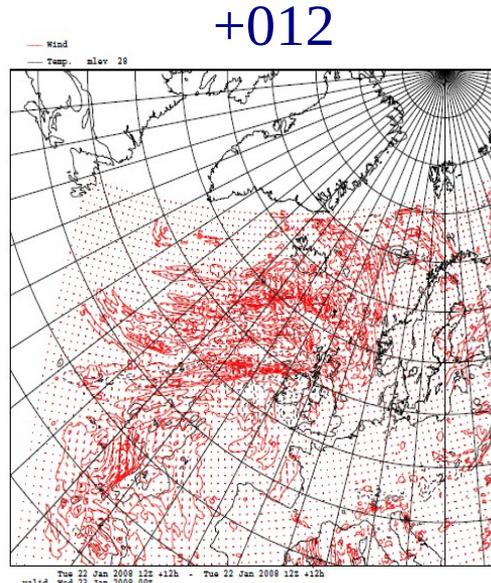 +012
Wind
Temp. mlev 28
Tue 22 Jan 2008 12Z +12h - Tue 22 Jan 2008 12Z +12h
valid Wed 23 Jan 2008 00Z